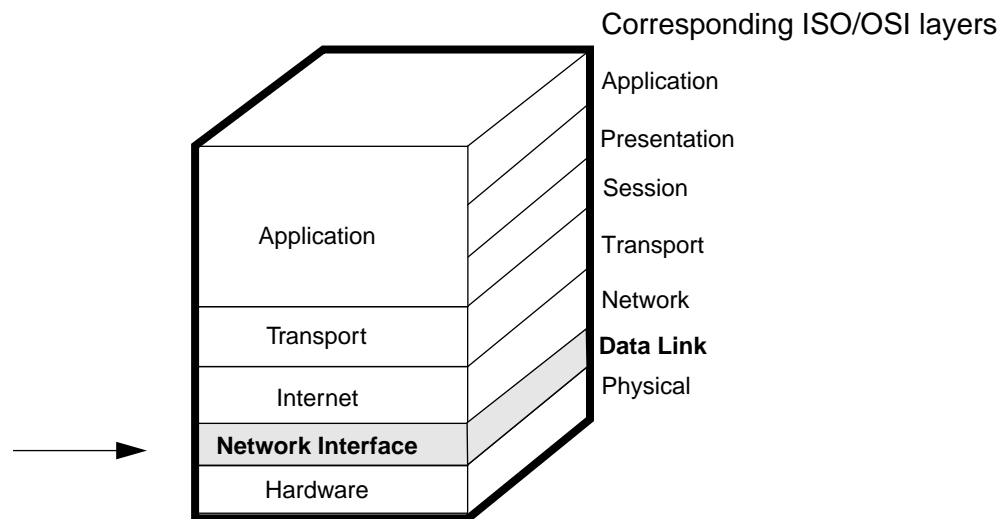 Corresponding ISO/OSI layers
Application
Presentation
Session
Transport
Network
Data Link
Physical
Application
Transport
Internet
Network Interface
Hardware